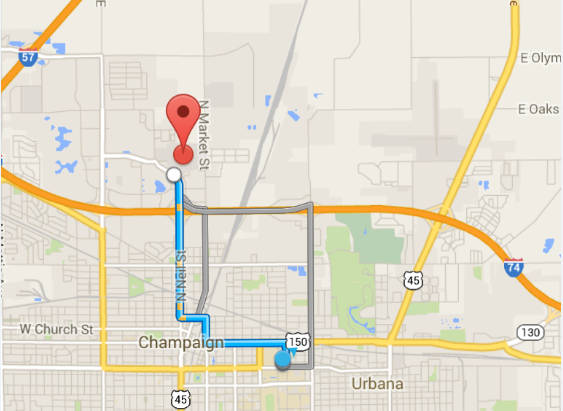 57
E Olym
N Market St
E Oaks
74
45
N Neil St
W Church St
Champaign
150
130
Urbana
45